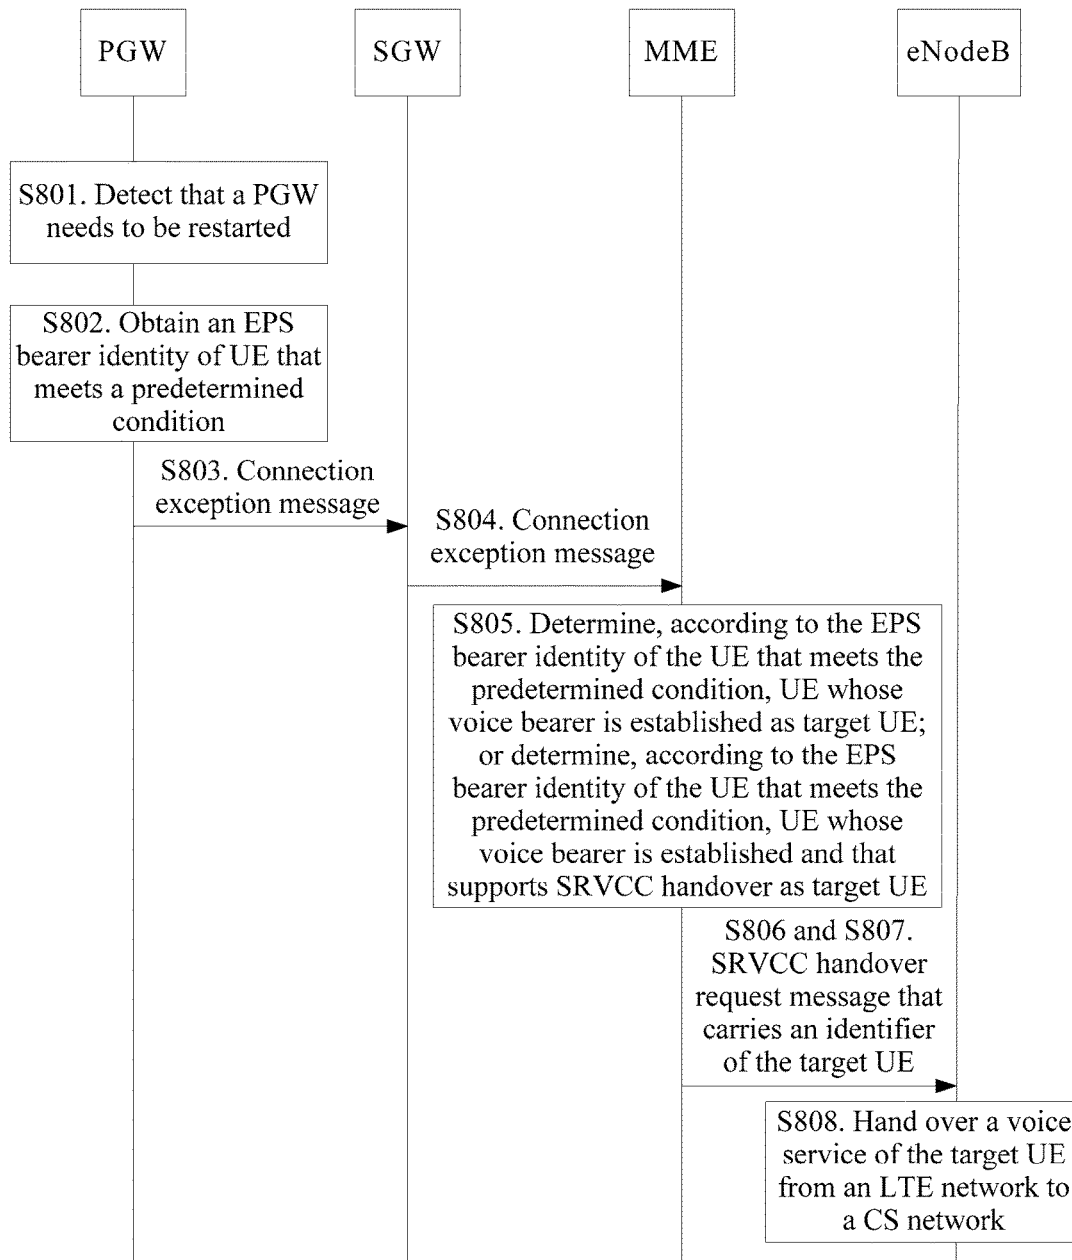 PGW
SGW
MME
eNodeB
S801. Detect that a PGW
needs to be restarted
S802. Obtain an EPS
bearer identity of UE that
meets a predetermined
condition
S803. Connection
exception message
S804. Connection
exception message
S805. Determine, according to the EPS
bearer identity of the UE that meets the
predetermined condition, UE whose
voice bearer is established as target UE;
or determine, according to the EPS
bearer identity of the UE that meets the
predetermined condition, UE whose
voice bearer is established and that
supports SRVCC handover as target UE
S806 and S807.
SRVCC handover
request message that
carries an identifier
of the target UE
S808. Hand over a voice
service of the target UE
from an LTE network to
a CS network